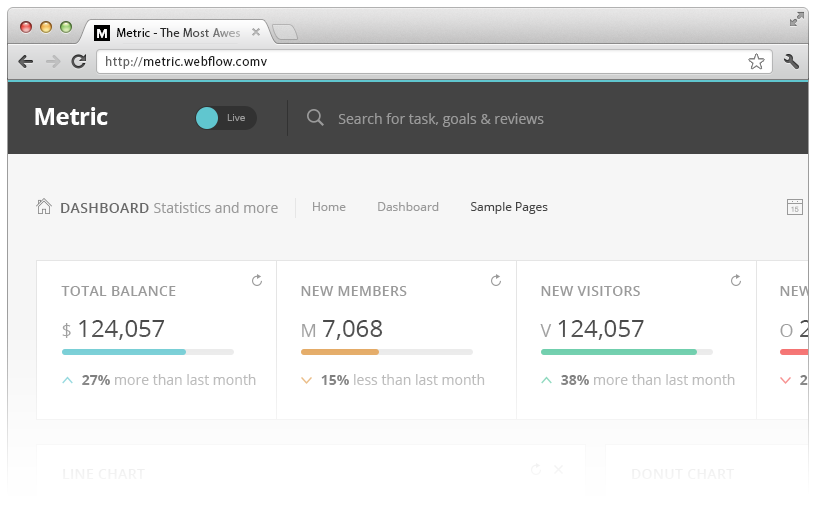 M Metric - The Most Awes
http://metric.webflow.comv
Metric Live Search for task, goals & reviews
DASHBOARD Statistics and more Home Dashboard Sample Pages 15
TOTAL BALANCE NEW MEMBERS NEW VISITORS NEW
$ 124,057 M 7,068 V 124,057 O 2
27% more than last month 15% less than last month 38% more than last month 2
LINE CHART DONUT CHART